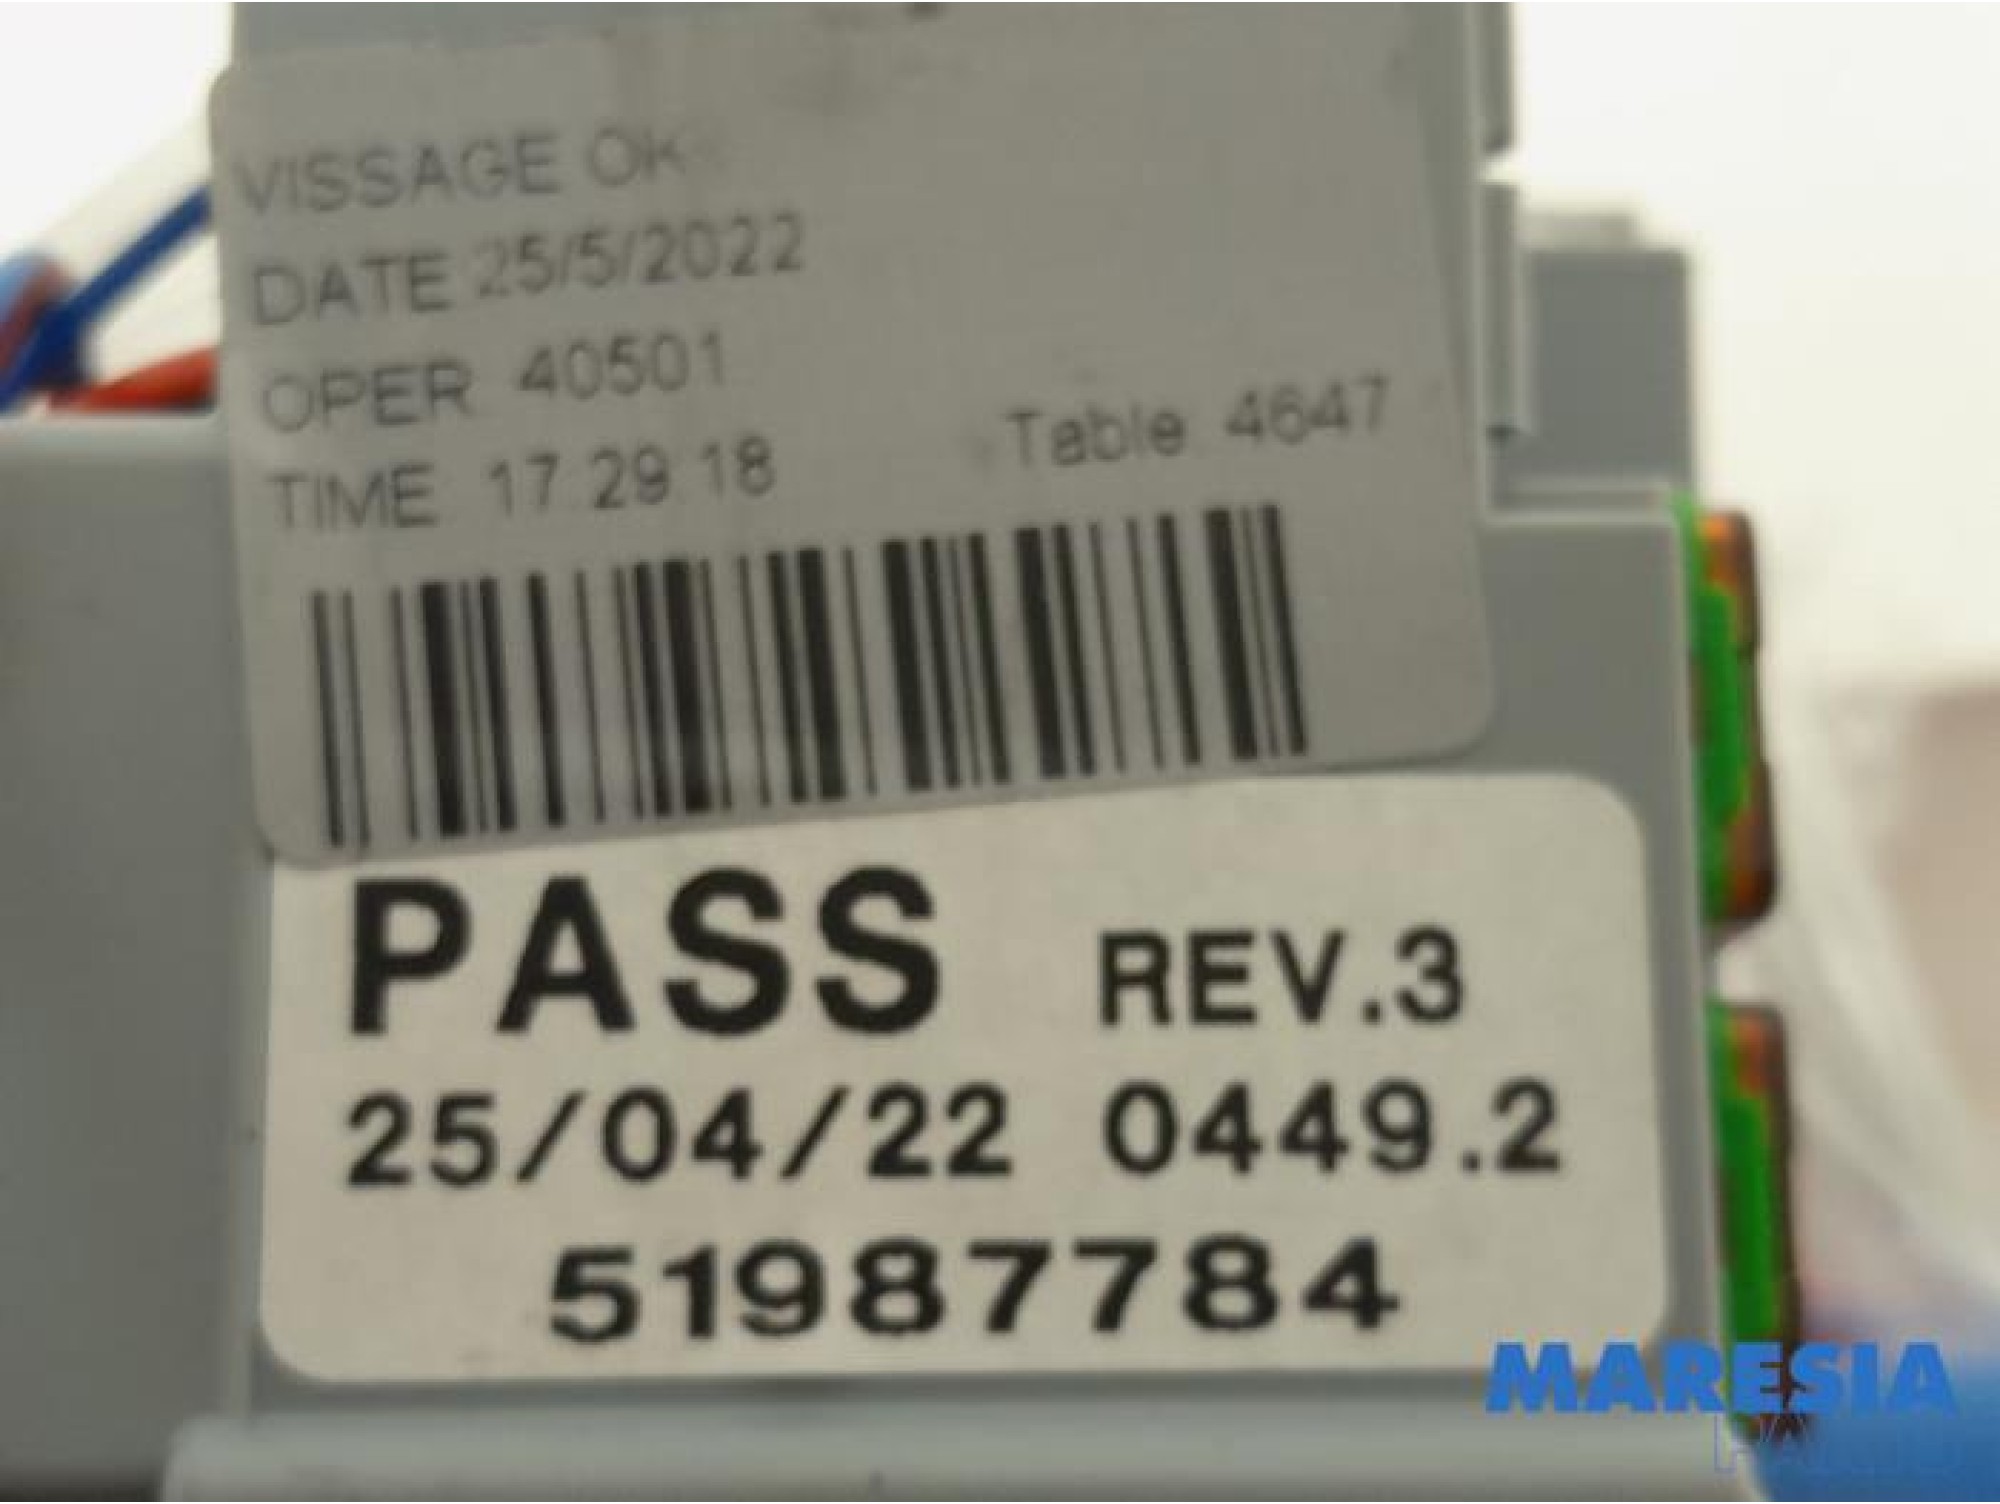 VISSAGE OK
DATE 25/5/2022
OPER 40501
TIME 17 29 18 Table 4647
PASS REV.3
25/04/22 0449.2
51987784
MARESIA
PARTS